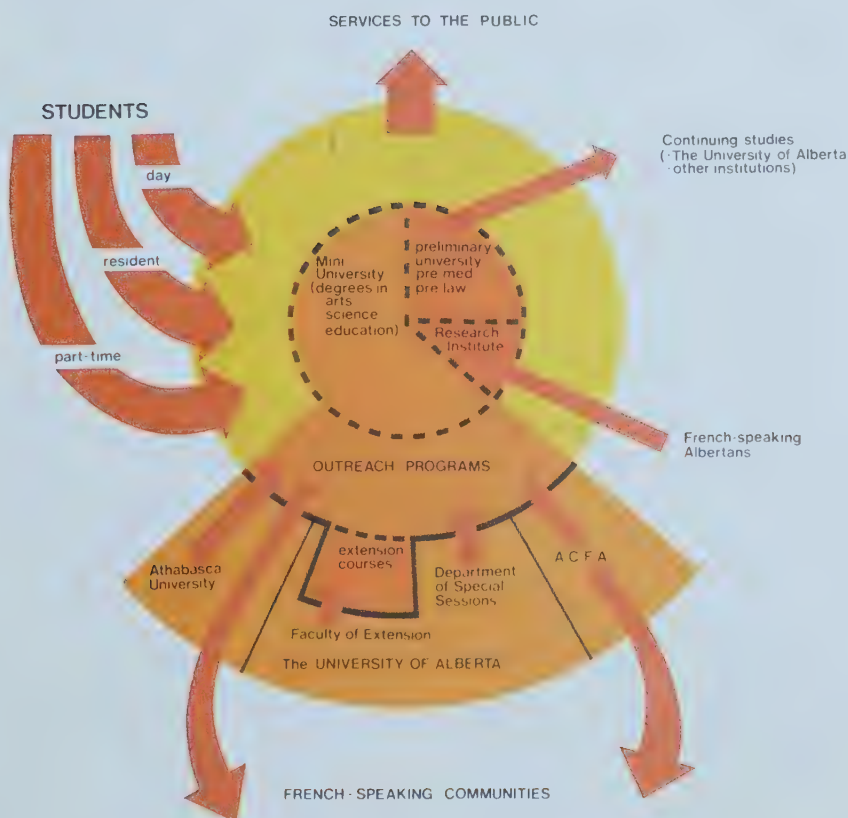 SERVICES TO THE PUBLIC
STUDENTS
day
resident
part-time
Continuing studies
(·The University of Alberta
·other institutions)
Mini
University
(degrees in
arts
science
education)
preliminary
university
pre med
pre law
Research
Institute
French-speaking
Albertans
OUTREACH PROGRAMS
Athabasca
University
extension
courses
Department
of Special
Sessions
A C F A
Faculty of Extension
The UNIVERSITY OF ALBERTA
FRENCH-SPEAKING COMMUNITIES